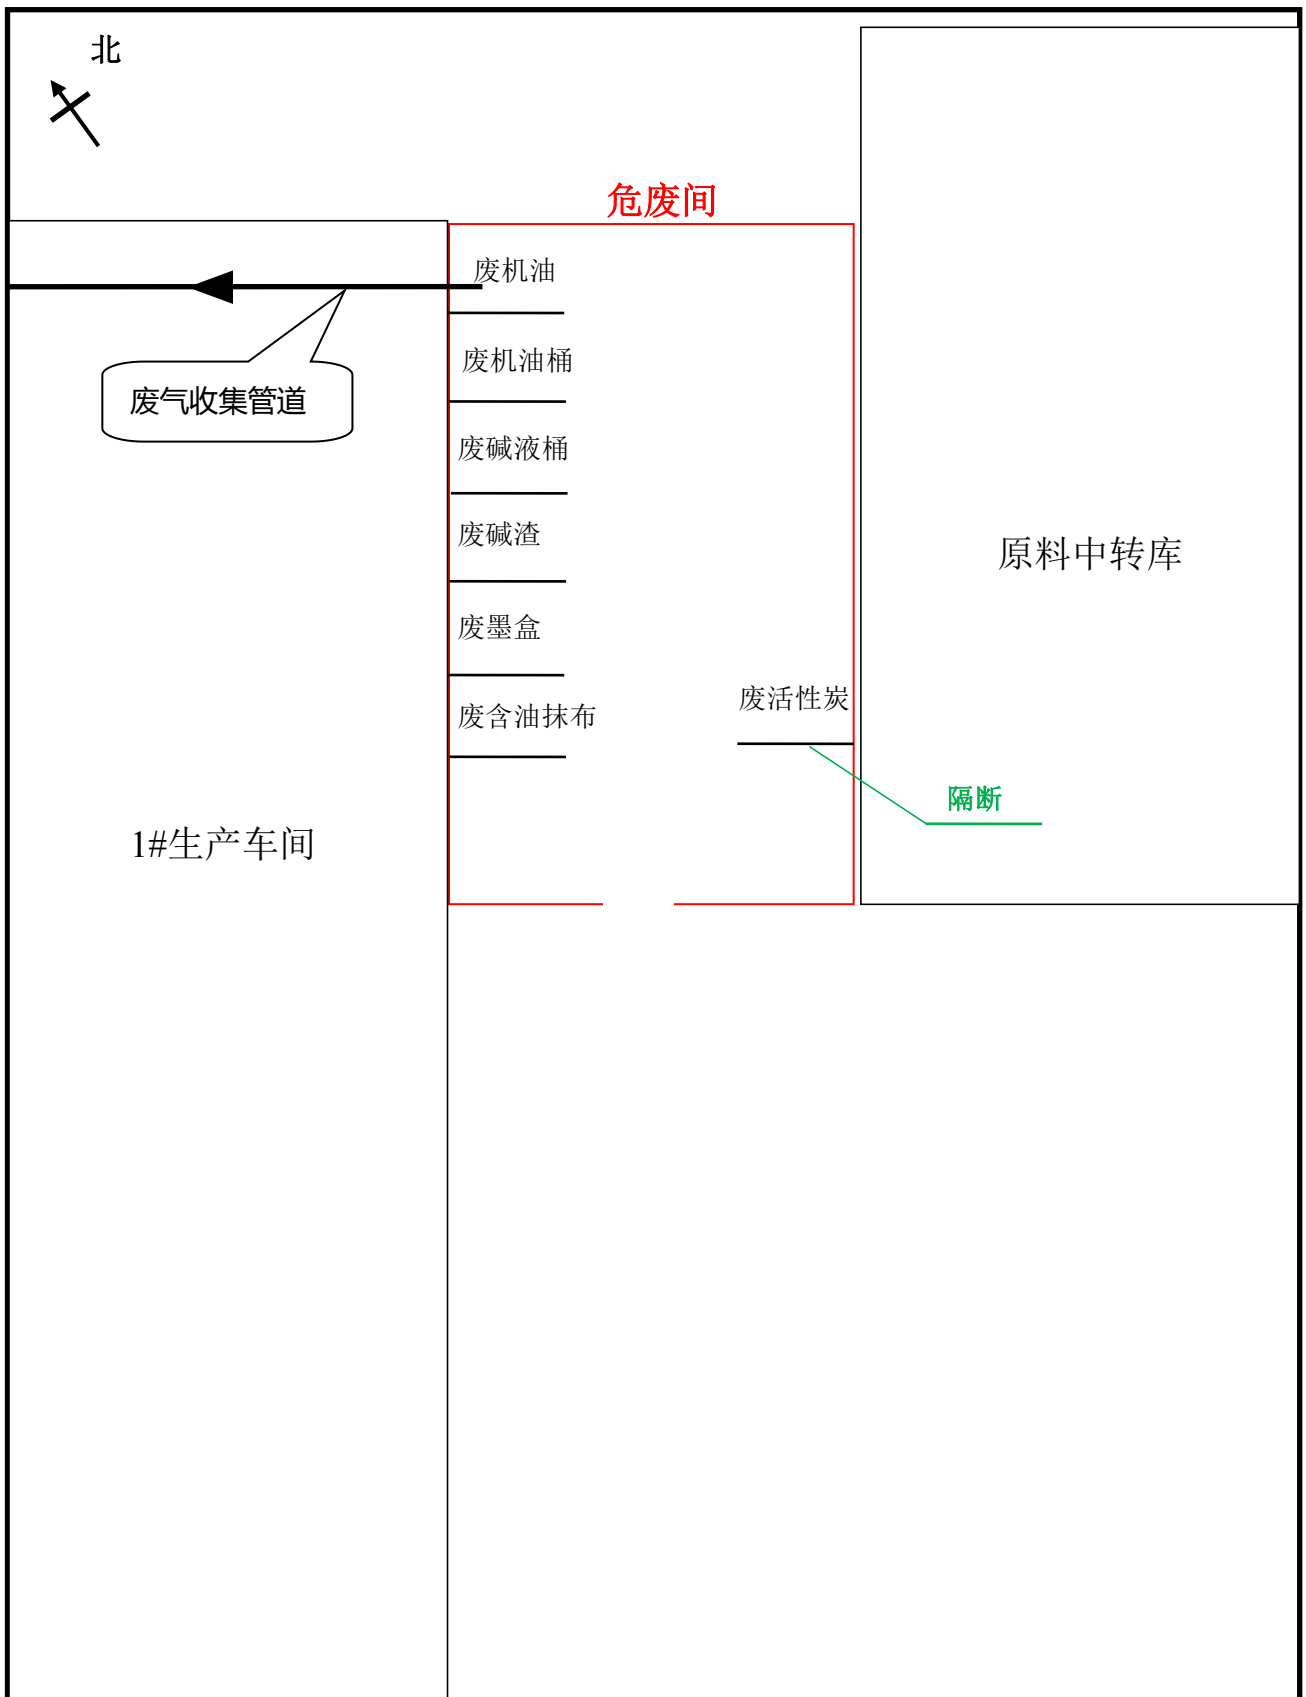 北
危废间
废机油
废机油桶
废气收集管道
废碱液桶
废碱渣
原料中转库
废墨盒
废活性炭
废含油抹布
隔断
1#生产车间